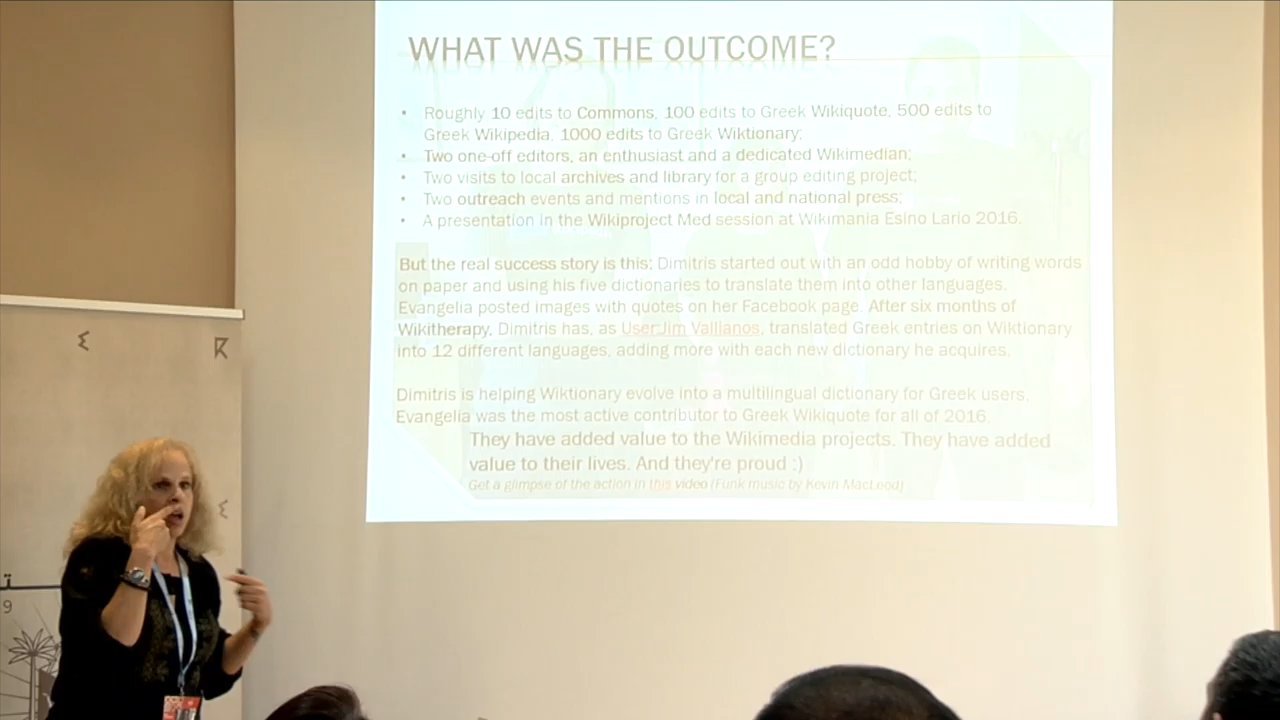 WHAT WAS THE OUTCOME?
• Roughly 10 edits to Commons, 100 edits to Greek Wikiquote, 500 edits to
Greek Wikipedia, 1000 edits to Greek Wiktionary;
• Two one-off editors, an enthusiast and a dedicated Wikimedian;
• Two visits to local archives and library for a group editing project;
• Two outreach events and mentions in local and national press;
• A presentation in the Wikiproject Med session at Wikimania Esino Lario 2016.
But the real success story is this: Dimitris started out with an odd hobby of writing words
on paper and using his five dictionaries to translate them into other languages.
Evangelia posted images with quotes on her Facebook page. After six months of
Wikitherapy, Dimitris has, as User:Jim Vallianos, translated Greek entries on Wiktionary
into 12 different languages, adding more with each new dictionary he acquires.
Dimitris is helping Wiktionary evolve into a multilingual dictionary for Greek users.
Evangelia was the most active contributor to Greek Wikiquote for all of 2016.
They have added value to the Wikimedia projects. They have added
value to their lives. And they're proud :)
Get a glimpse of the action in this video (Funk music by Kevin MacLeod)
9